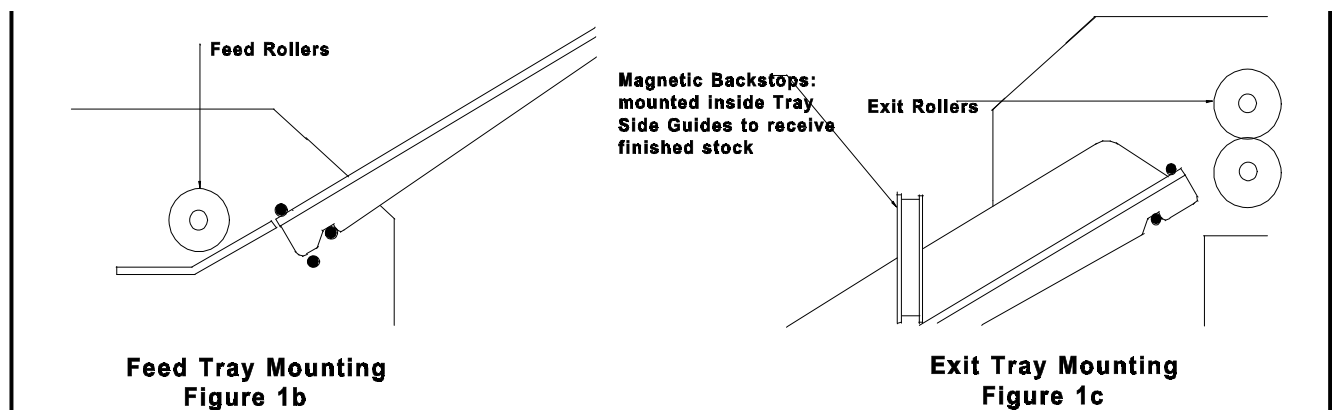 Feed Rollers
Magnetic Backstops:
mounted inside Tray
Side Guides to receive
finished stock
Exit Rollers
Feed Tray Mounting
Figure 1b
Exit Tray Mounting
Figure 1c